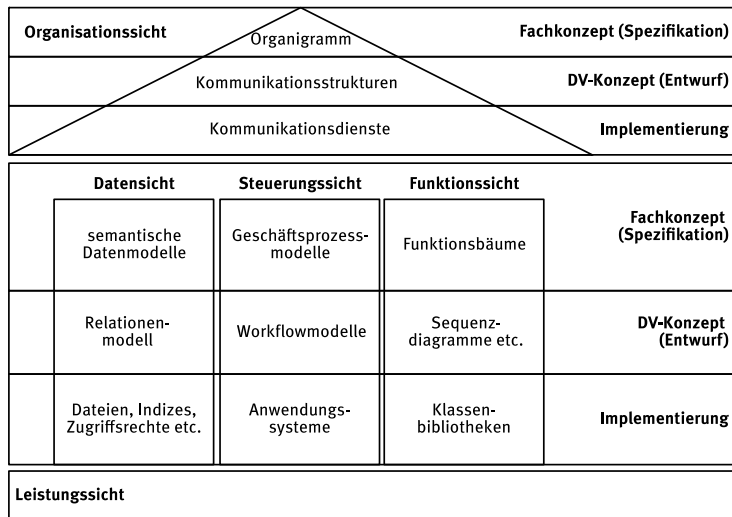 Organisationssicht
Organigramm
Fachkonzept (Spezifikation)
Kommunikationsstrukturen
DV-Konzept (Entwurf)
Kommunikationsdienste
Implementierung
Datensicht
Steuerungssicht
Funktionssicht
semantische
Datenmodelle
Geschäftsprozess-
modelle
Funktionsbäume
Fachkonzept
(Spezifikation)
Relationen-
modell
Workflowmodelle
Sequenz-
diagramme etc.
DV-Konzept
(Entwurf)
Dateien, Indizes,
Zugriffsrechte etc.
Anwendungs-
systeme
Klassen-
bibliotheken
Implementierung
Leistungssicht